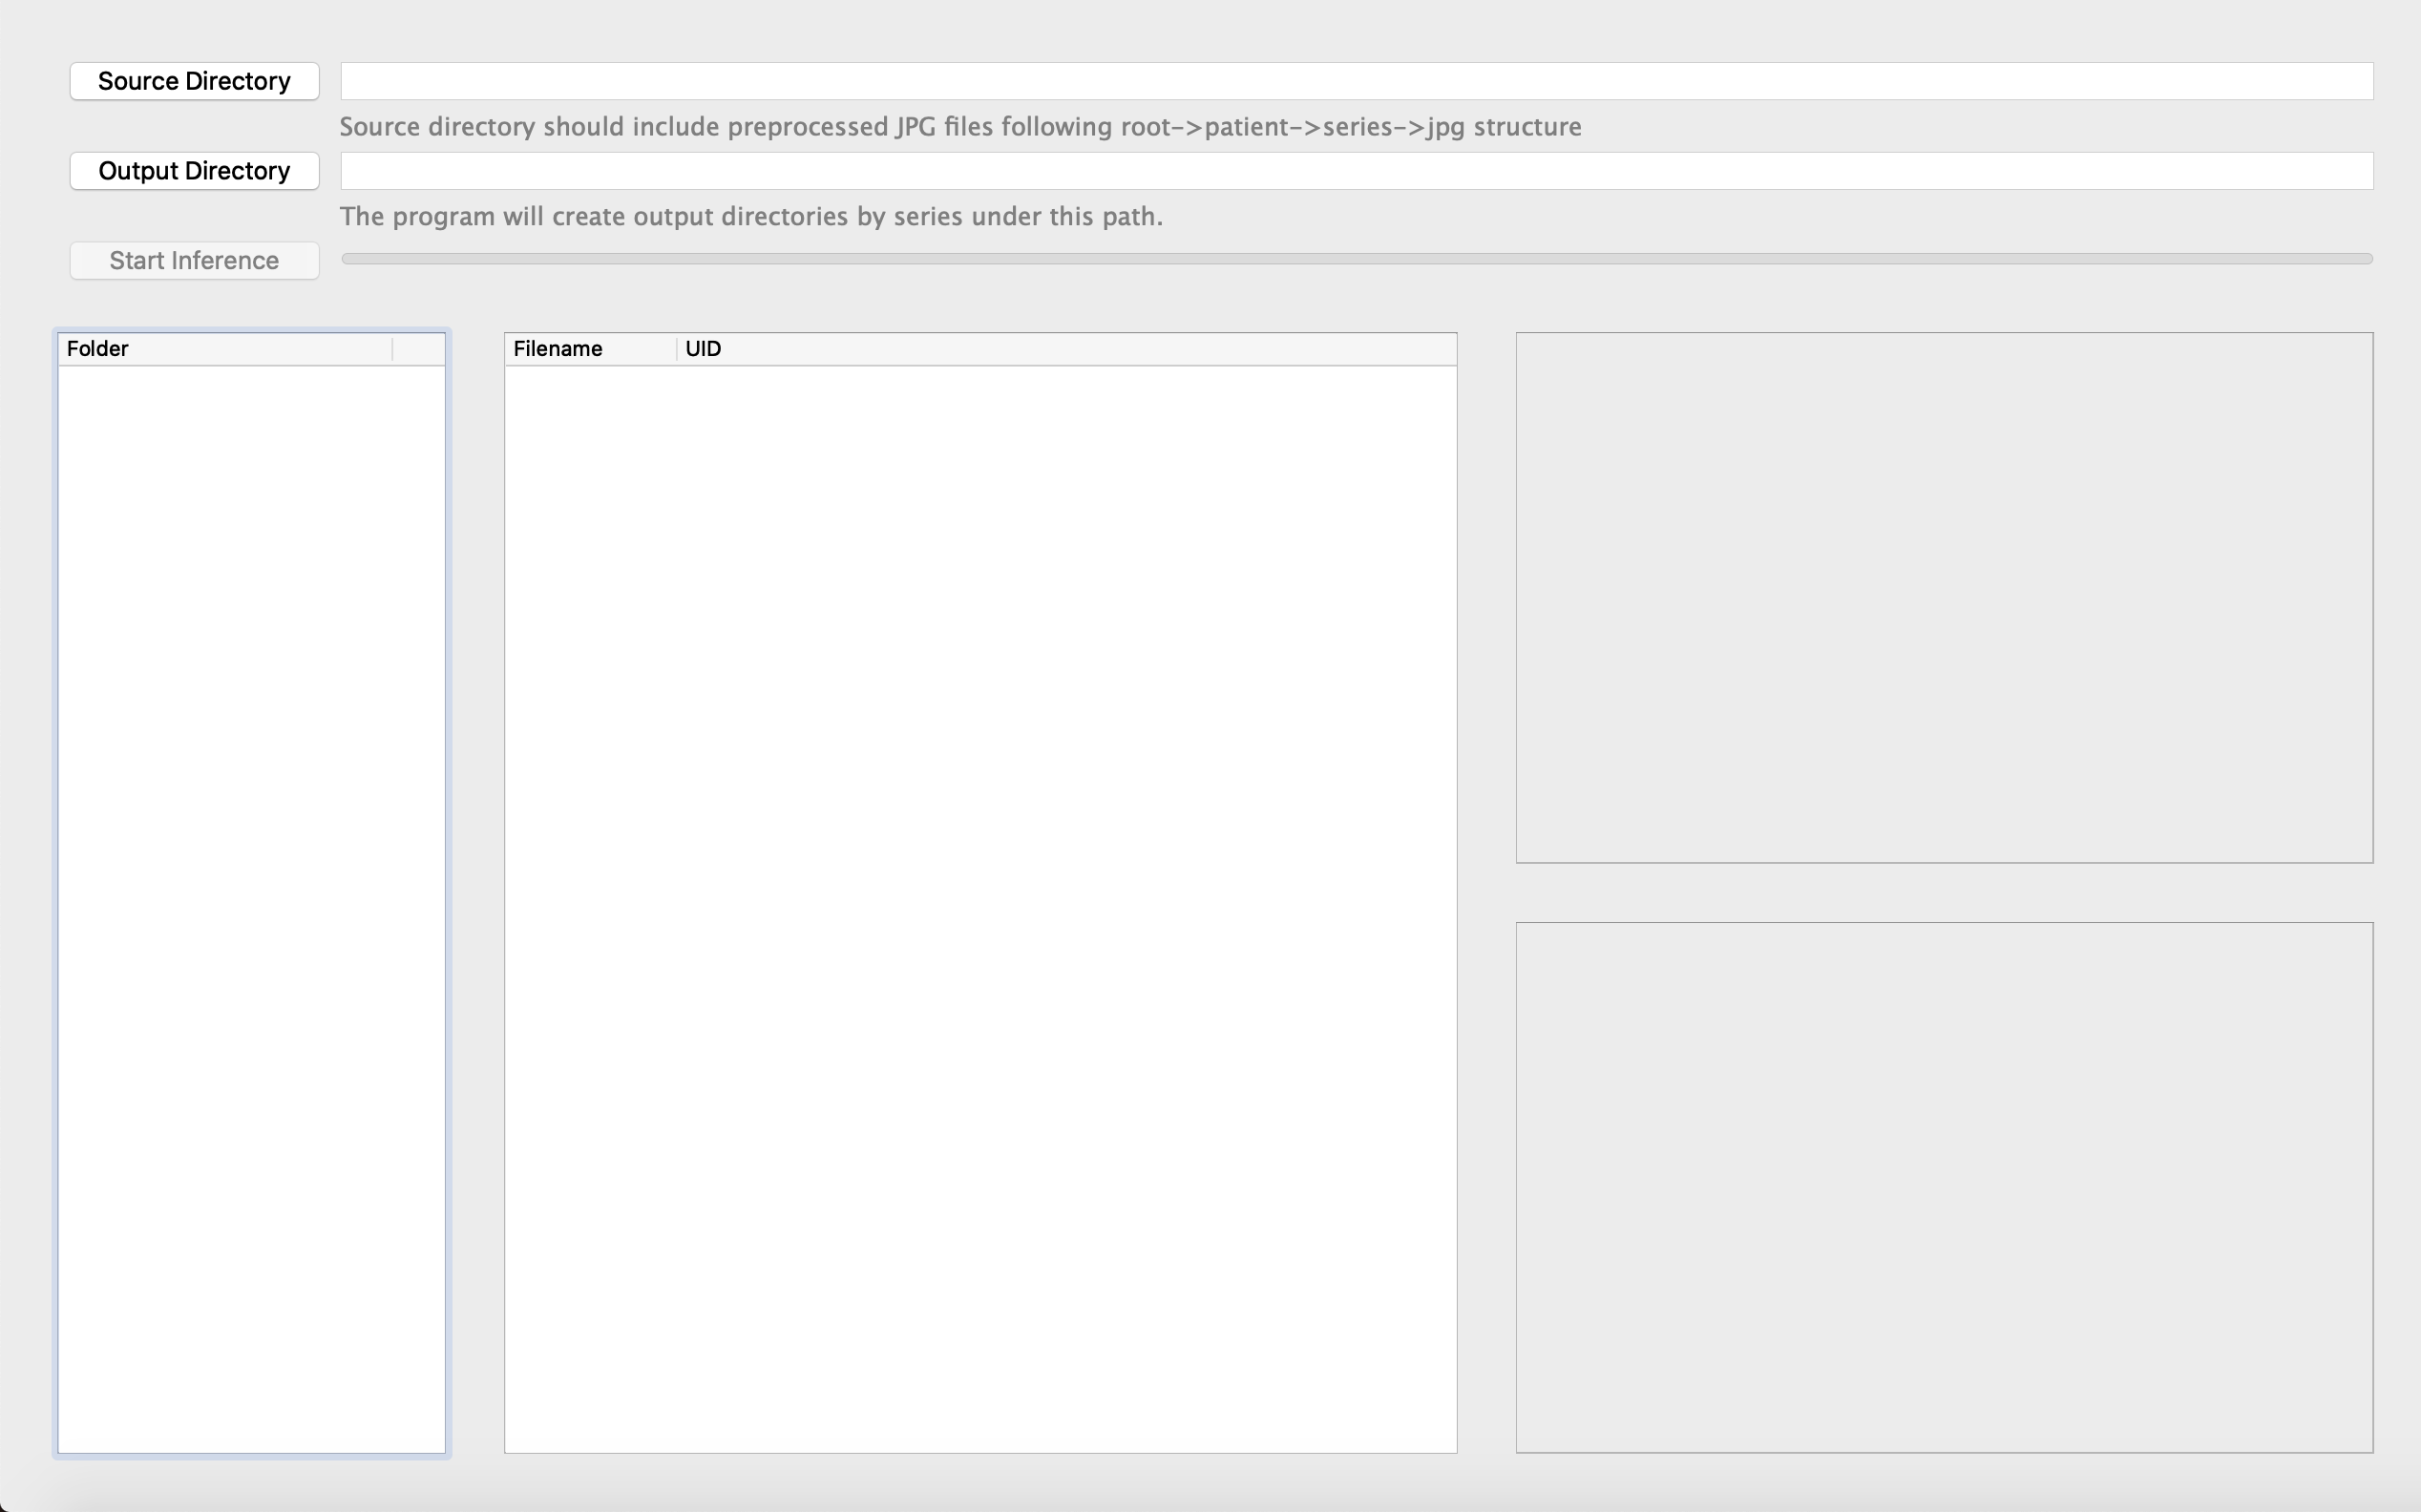 Source Directory
Source directory should include preprocessed JPG files following root->patient->series->jpg structure
Output Directory
The program will create output directories by series under this path.
Start Inference
Folder
Filename UID